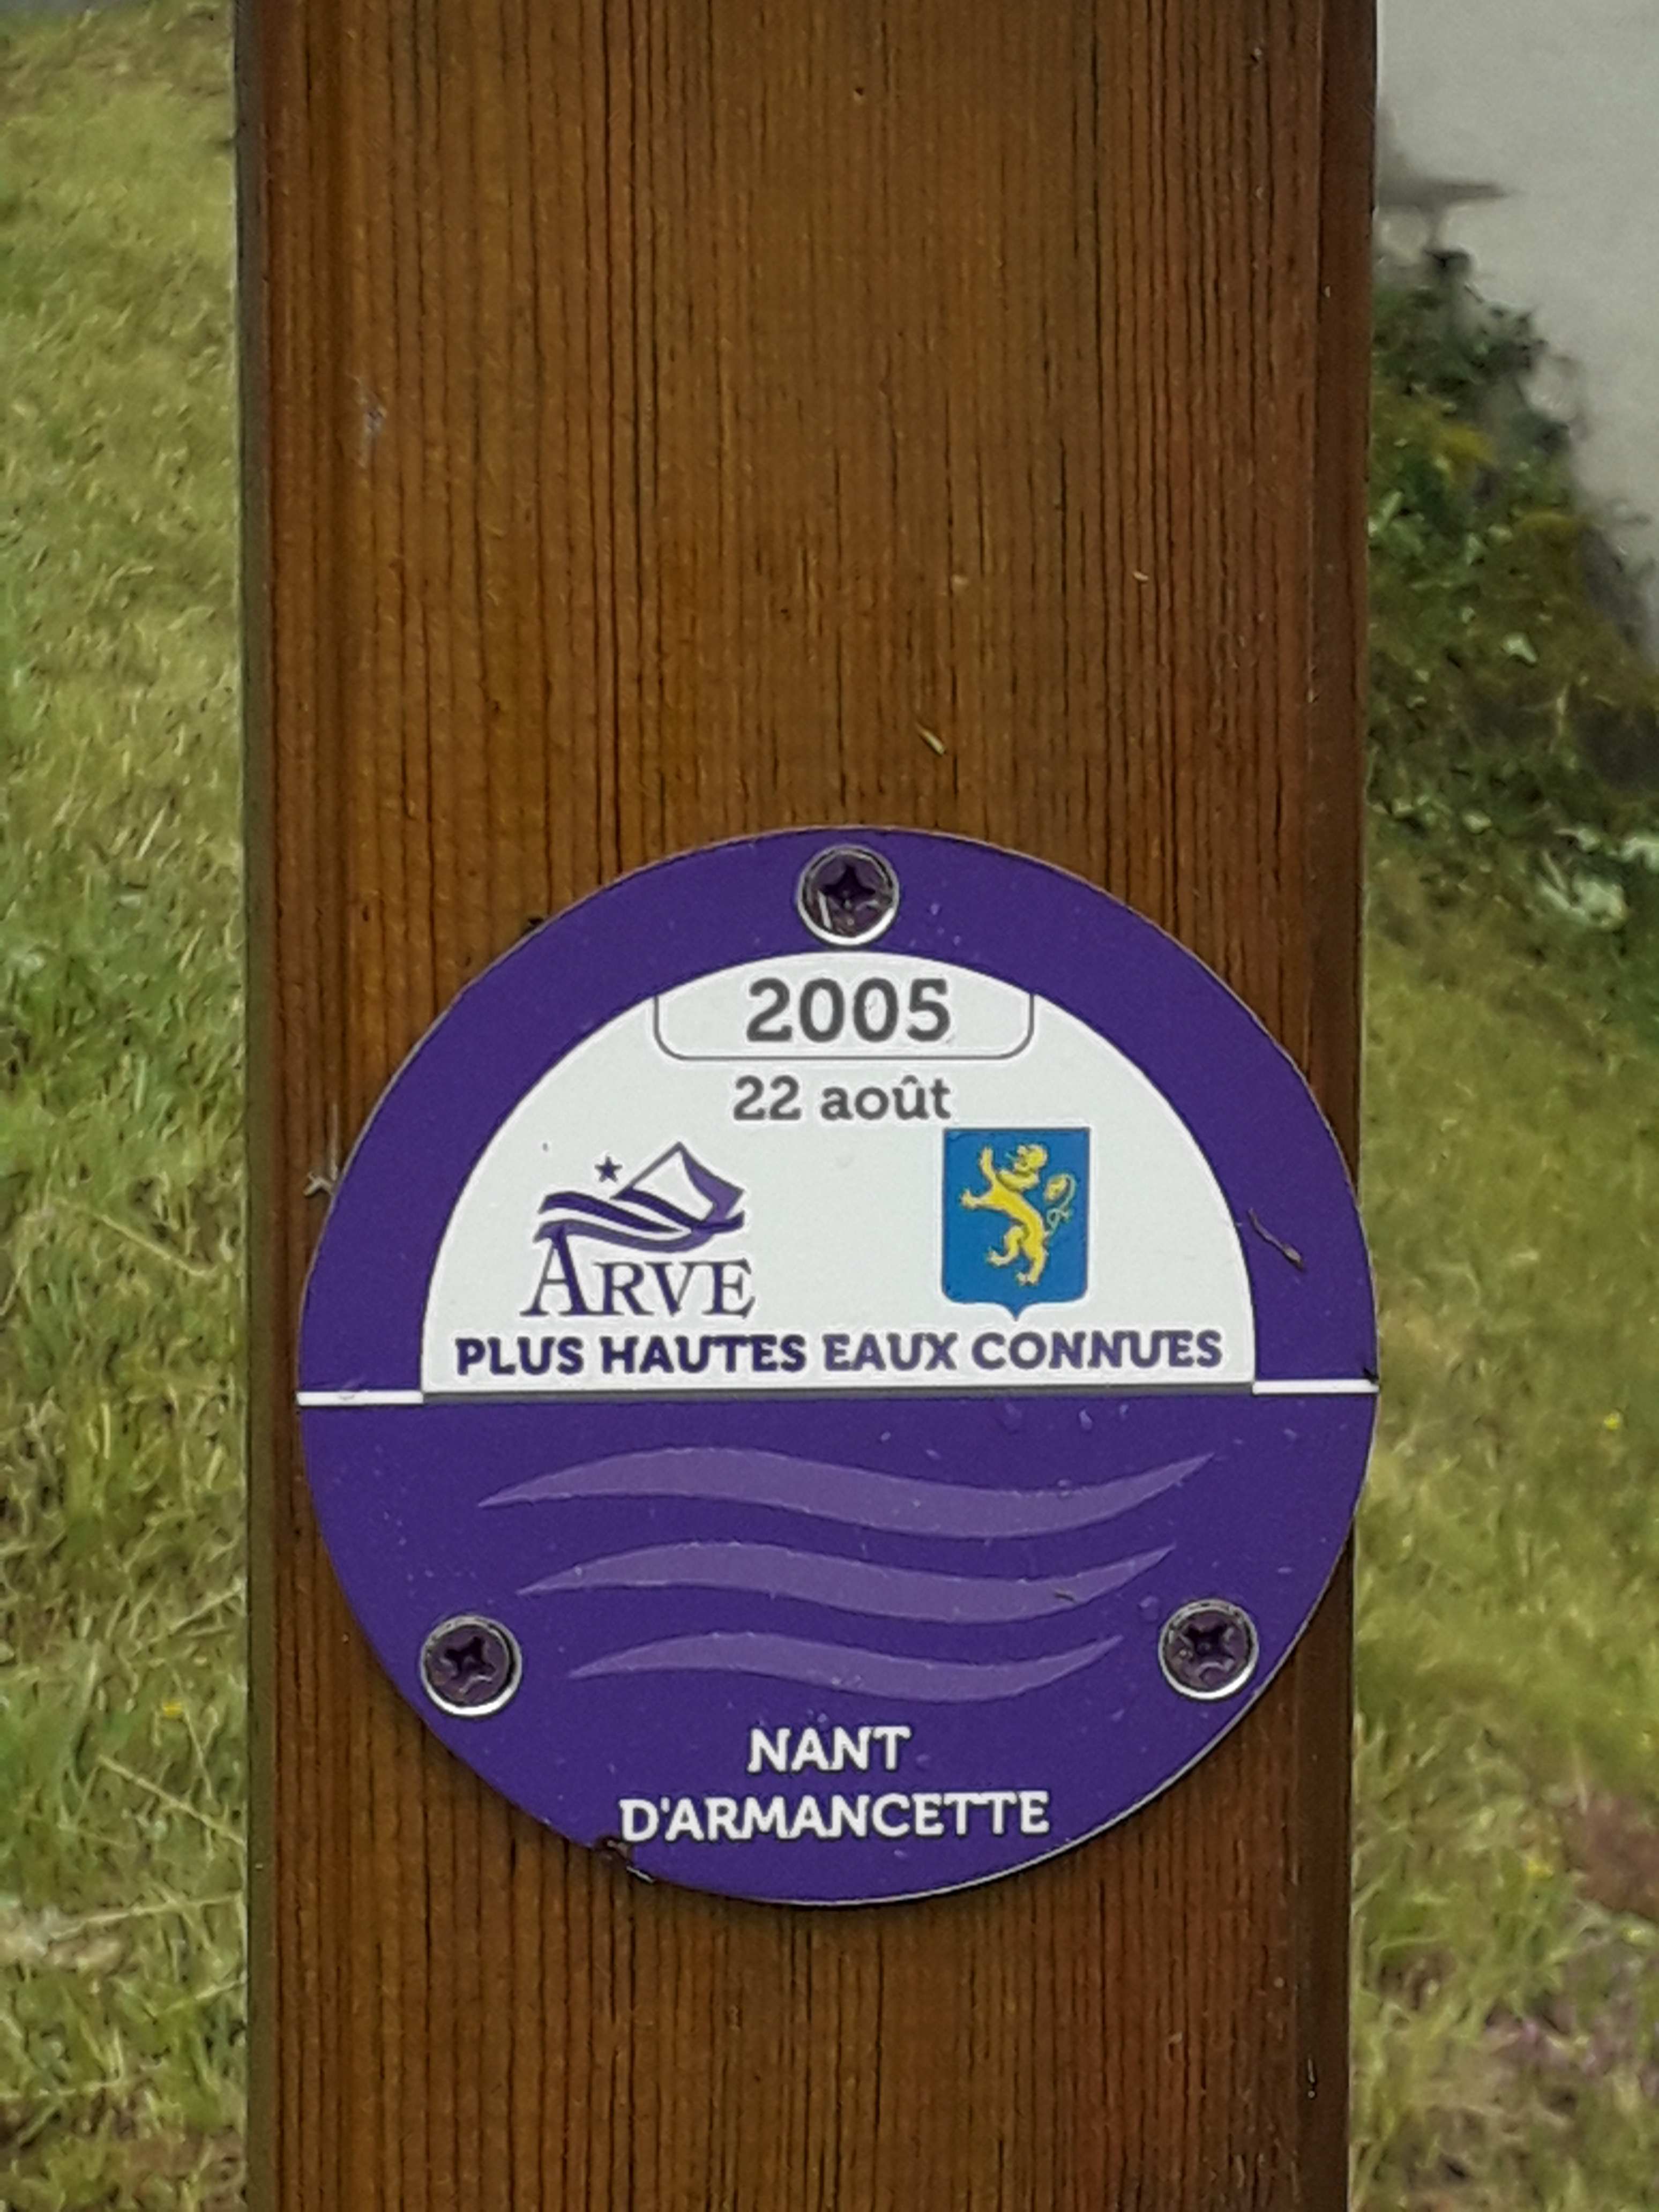 2005
22 août
ARVE
PLUS HAUTES EAUX CONNUES
NANT
D'ARMANCETTE